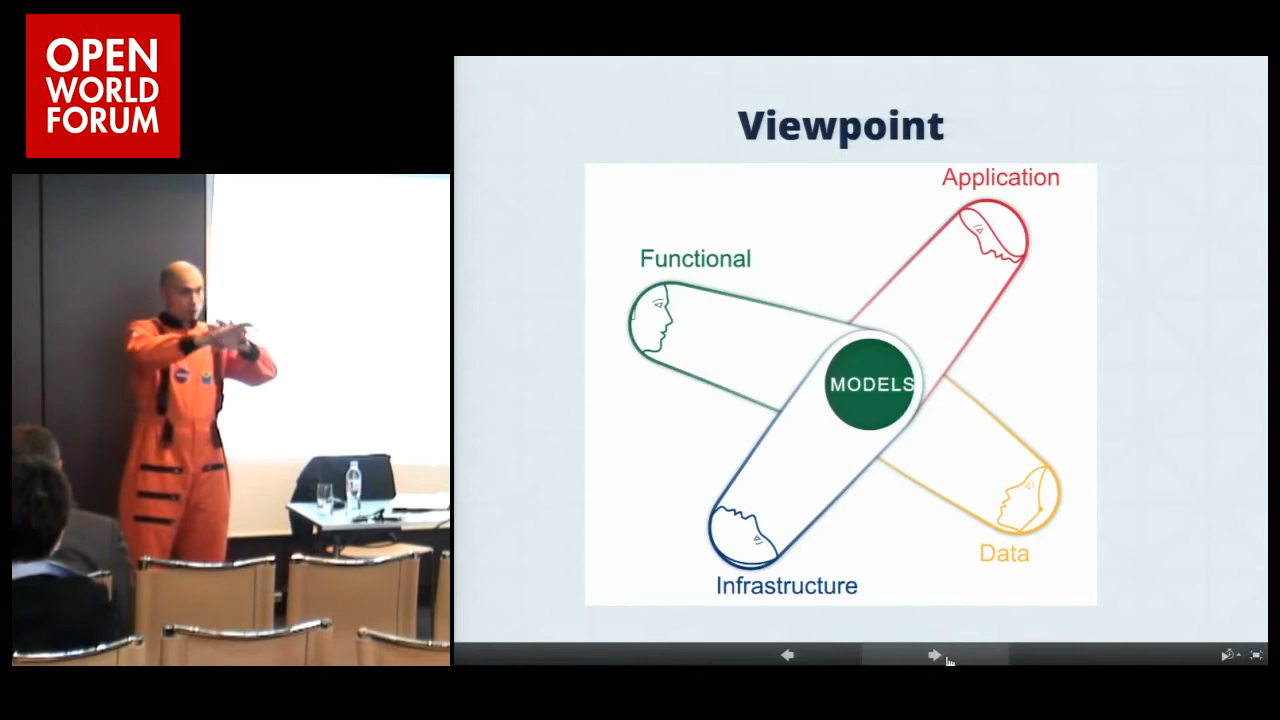 OPEN
WORLD
FORUM
Viewpoint
Application
Functional
MODELS
Data
Infrastructure